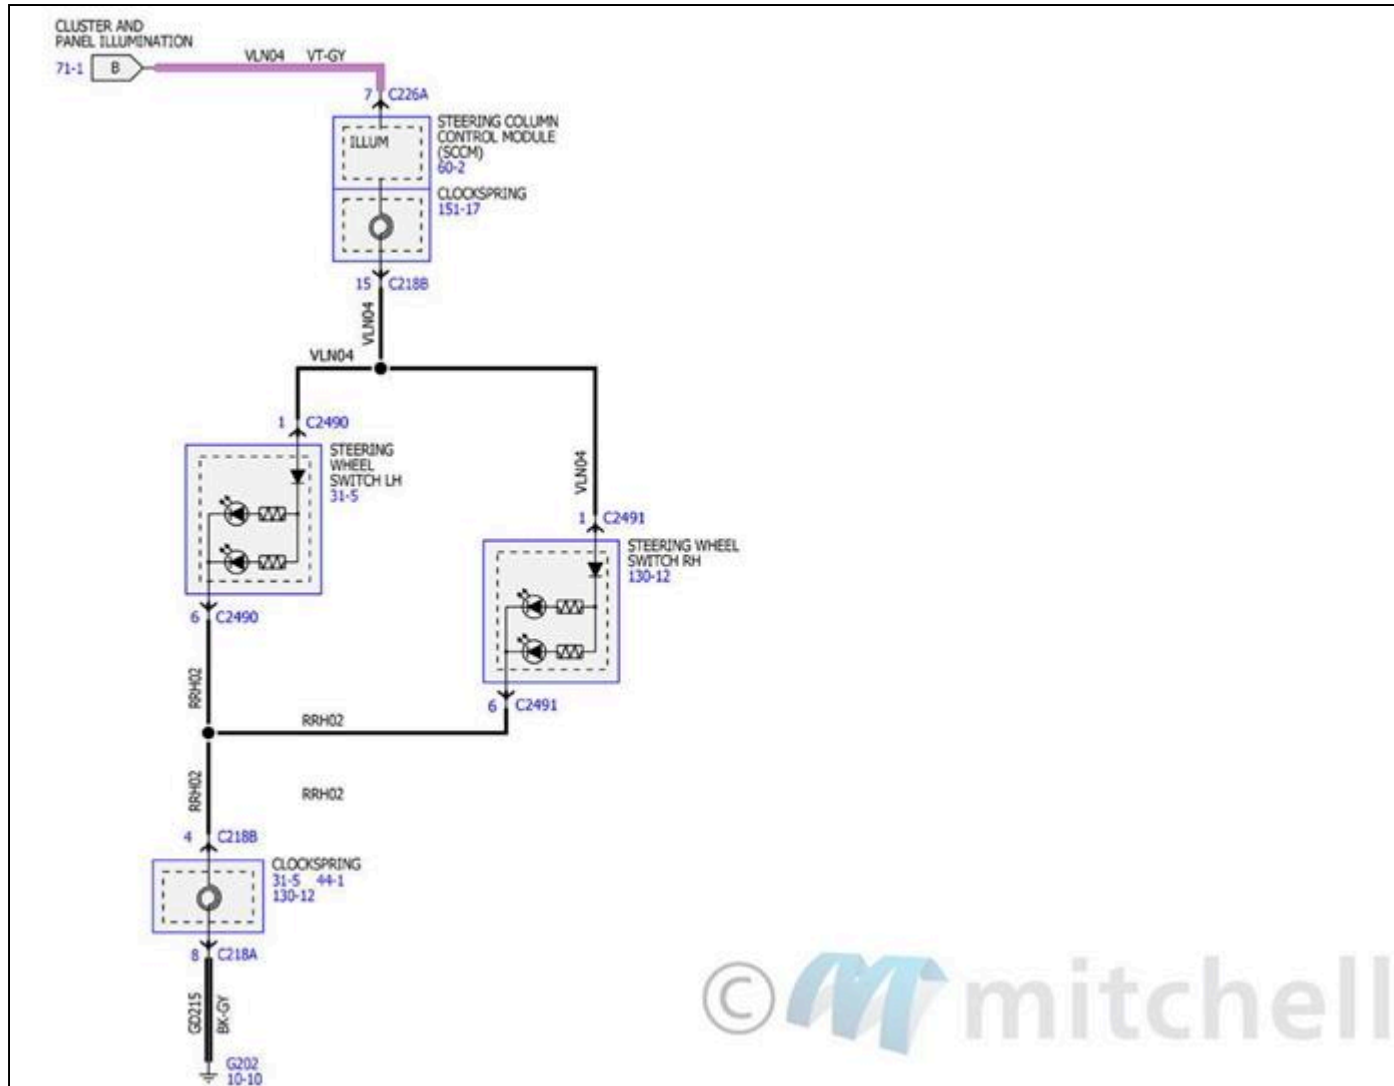 CLUSTER AND
PANEL ILLUMINATION
71-1 B
VLN04 VT-GY
7 C226A
ILLUM
STEERING COLUMN
CONTROL MODULE
(SCCM)
60-2
CLOCKSPRING
151-17
15 C218B
VLN04
VLN04
1 C2490
STEERING
WHEEL
SWITCH LH
31-5
VLN04
1 C2491
STEERING WHEEL
SWITCH RH
130-12
6 C2490
RRH02
6 C2491
RRH02
RRH02
RRH02
4 C218B
CLOCKSPRING
31-5 44-1
130-12
8 C218A
GD215
BK-GY
G202
10-10
© M mitchell